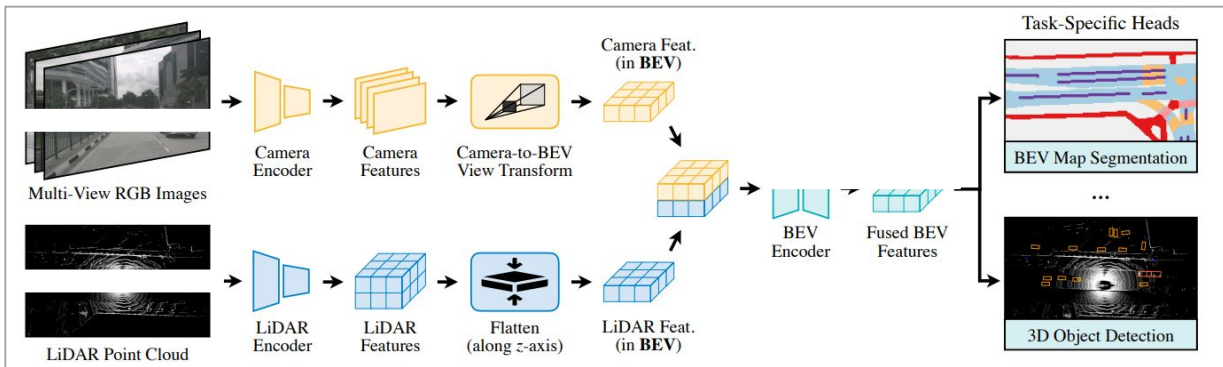 Multi-View RGB Images
Camera
Encoder
Camera
Features
Camera-to-BEV
View Transform
Camera Feat.
(in BEV)
LiDAR Point Cloud
LiDAR
Encoder
LiDAR
Features
Flatten
(along z-axis)
LiDAR Feat.
(in BEV)
BEV
Encoder
Fused BEV
Features
Task-Specific Heads
BEV Map Segmentation
...
3D Object Detection